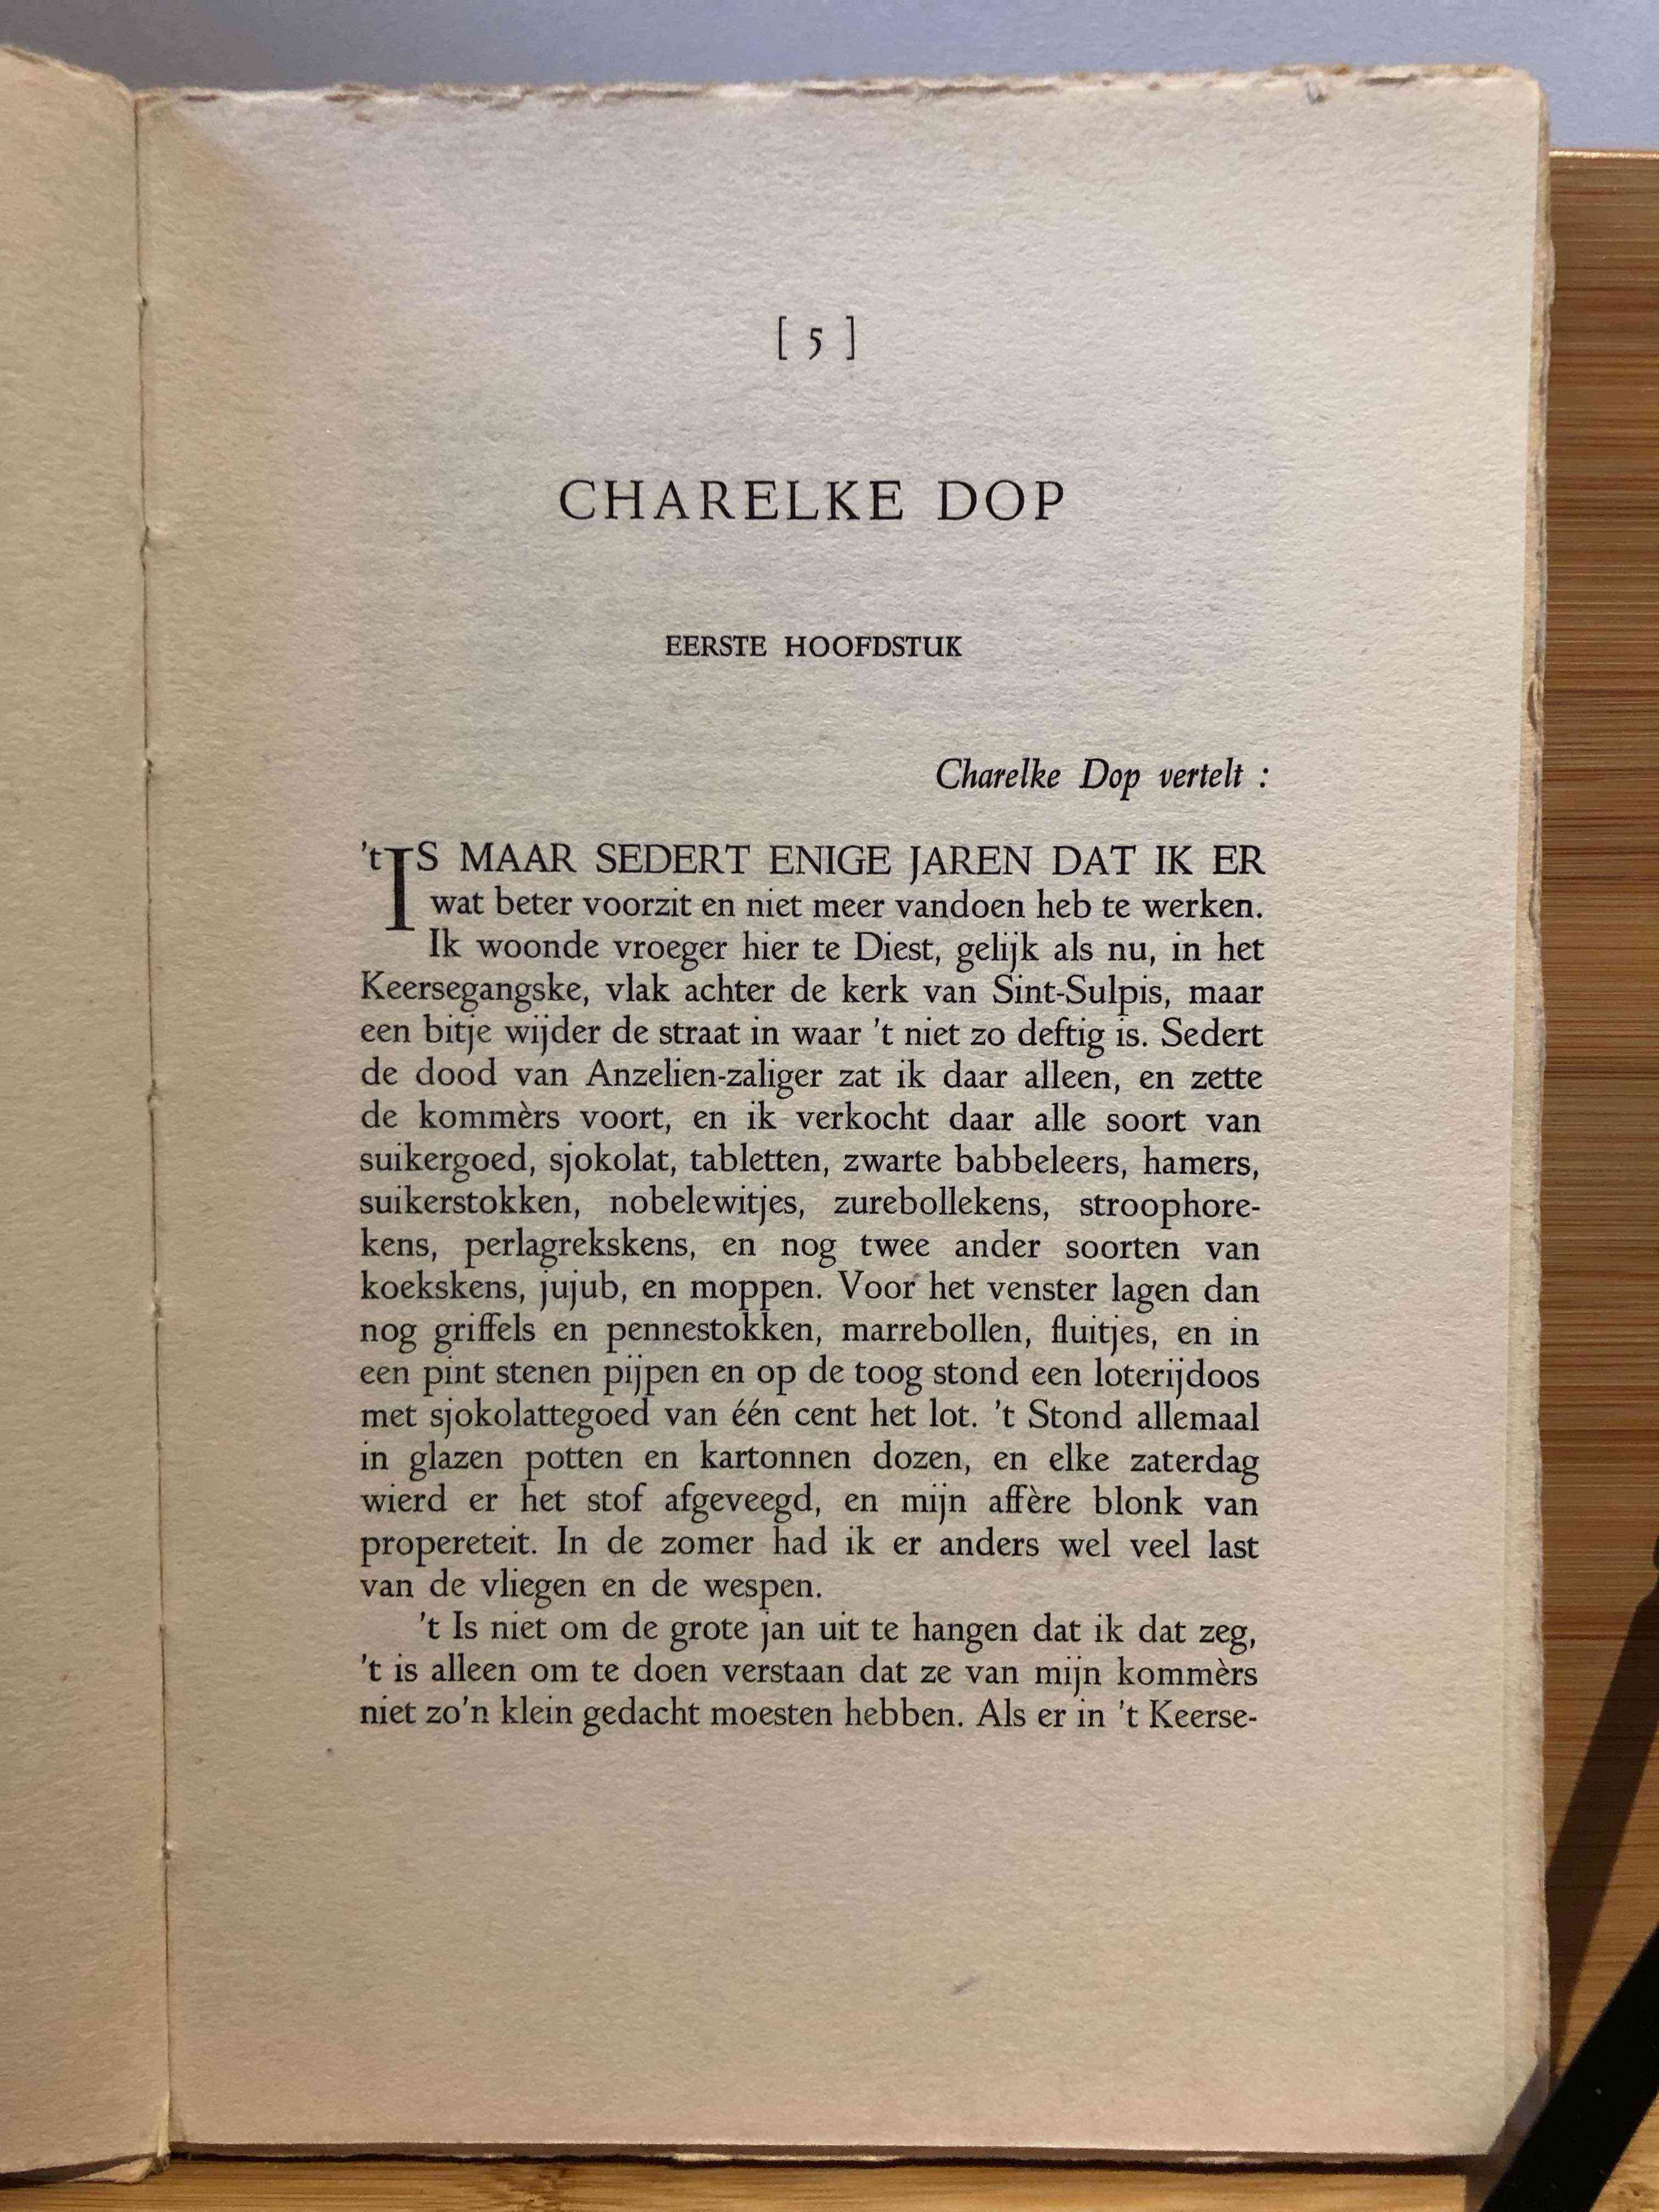 [ 5 ]
CHARELKE DOP
EERSTE HOOFDSTUK
Charelke Dop vertelt :
't IS MAAR SEDERT ENIGE JAREN DAT IK ER
wat beter voorzit en niet meer vandoen heb te werken.
Ik woonde vroeger hier te Diest, gelijk als nu, in het
Keersegangske, vlak achter de kerk van Sint-Sulpis, maar
een bitje wijder de straat in waar 't niet zo deftig is. Sedert
de dood van Anzelien-zaliger zat ik daar alleen, en zette
de kommèrs voort, en ik verkocht daar alle soort van
suikergoed, sjokolat, tabletten, zwarte babbeleers, hamers,
suikerstokken, nobelewitjes, zurebollekens, stroophore-
kens, perlagrekskens, en nog twee ander soorten van
koekskens, jujub, en moppen. Voor het venster lagen dan
nog griffels en pennestokken, marrebollen, fluitjes, en in
een pint stenen pijpen en op de toog stond een loterijdoos
met sjokolattegoed van één cent het lot. 't Stond allemaal
in glazen potten en kartonnen dozen, en elke zaterdag
wierd er het stof afgeveegd, en mijn affère blonk van
propereteit. In de zomer had ik er anders wel veel last
van de vliegen en de wespen.
't Is niet om de grote jan uit te hangen dat ik dat zeg,
't is alleen om te doen verstaan dat ze van mijn kommèrs
niet zo'n klein gedacht moesten hebben. Als er in 't Keerse-